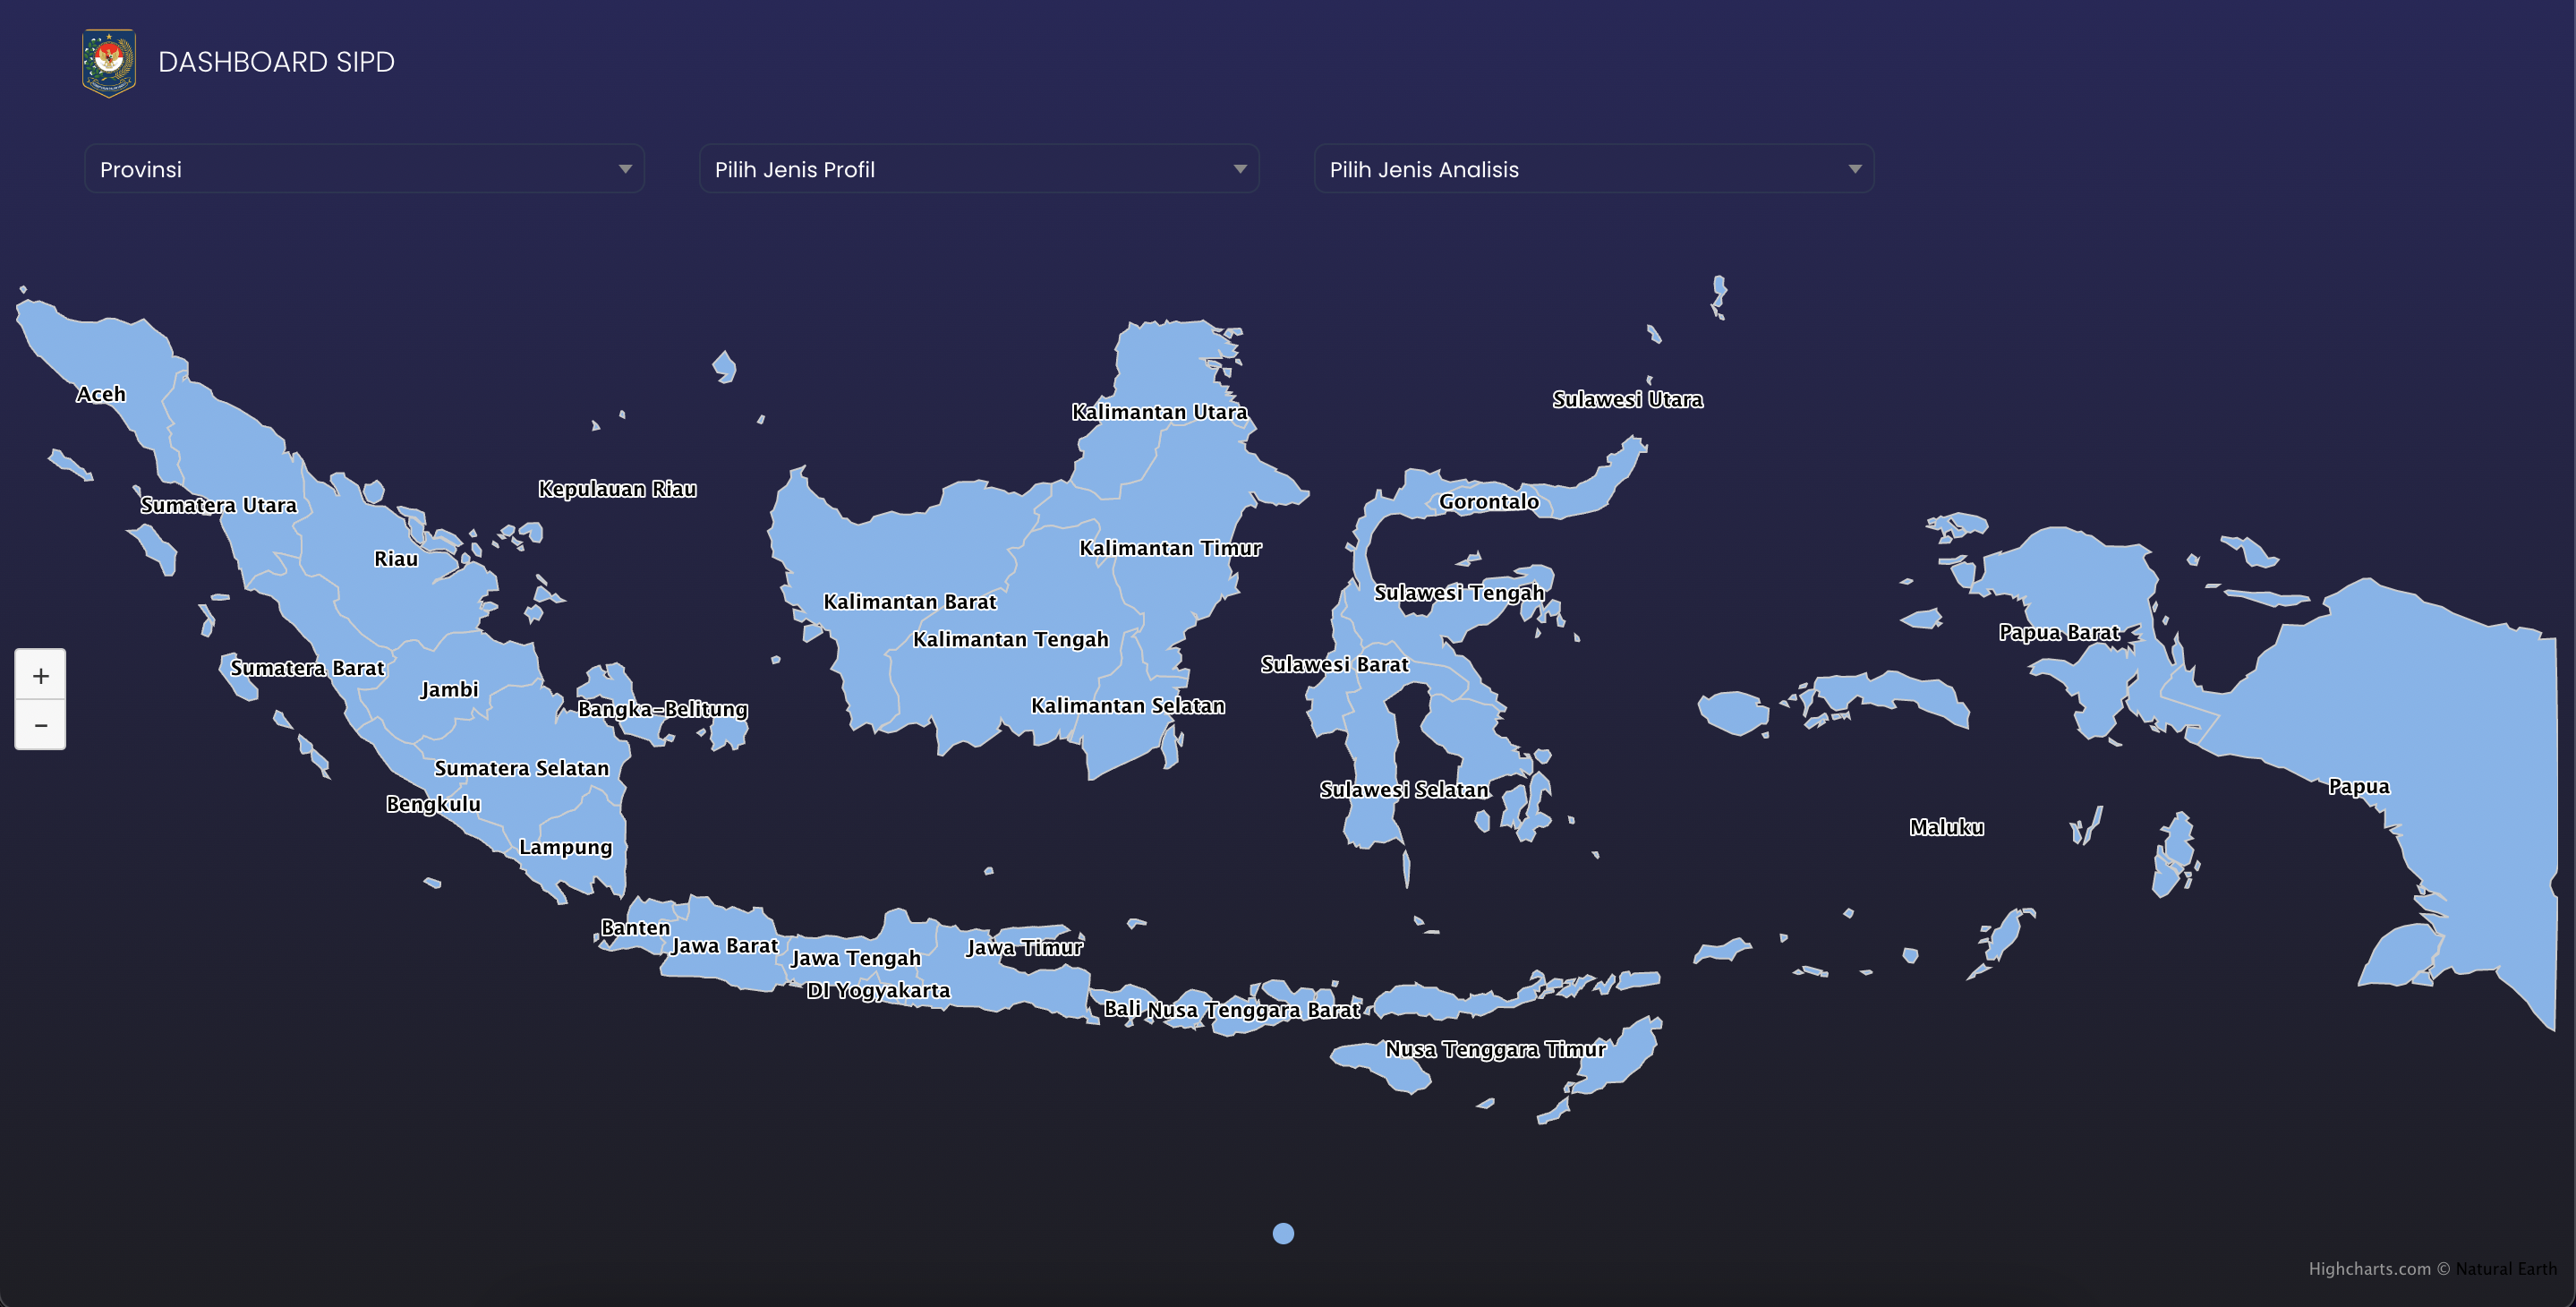 DASHBOARD SIPD
Provinsi
Pilih Jenis Profil
Pilih Jenis Analisis
Aceh
Sulawesi Utara
Kalimantan Utara
Kepulauan Riau
Gorontalo
Sumatera Utara
Kalimantan Timur
Riau
Sulawesi Tengah
Kalimantan Barat
Papua Barat
Kalimantan Tengah
Sulawesi Barat
Sumatera Barat
+
Jambi
Kalimantan Selatan
Bangka-Belitung
−
Sumatera Selatan
Papua
Sulawesi Selatan
Bengkulu
Maluku
Lampung
Banten
Jawa Barat
Jawa Timur
Jawa Tengah
DI Yogyakarta
Bali
Nusa Tenggara Barat
Nusa Tenggara Timur
Highcharts.com © Natural Earth